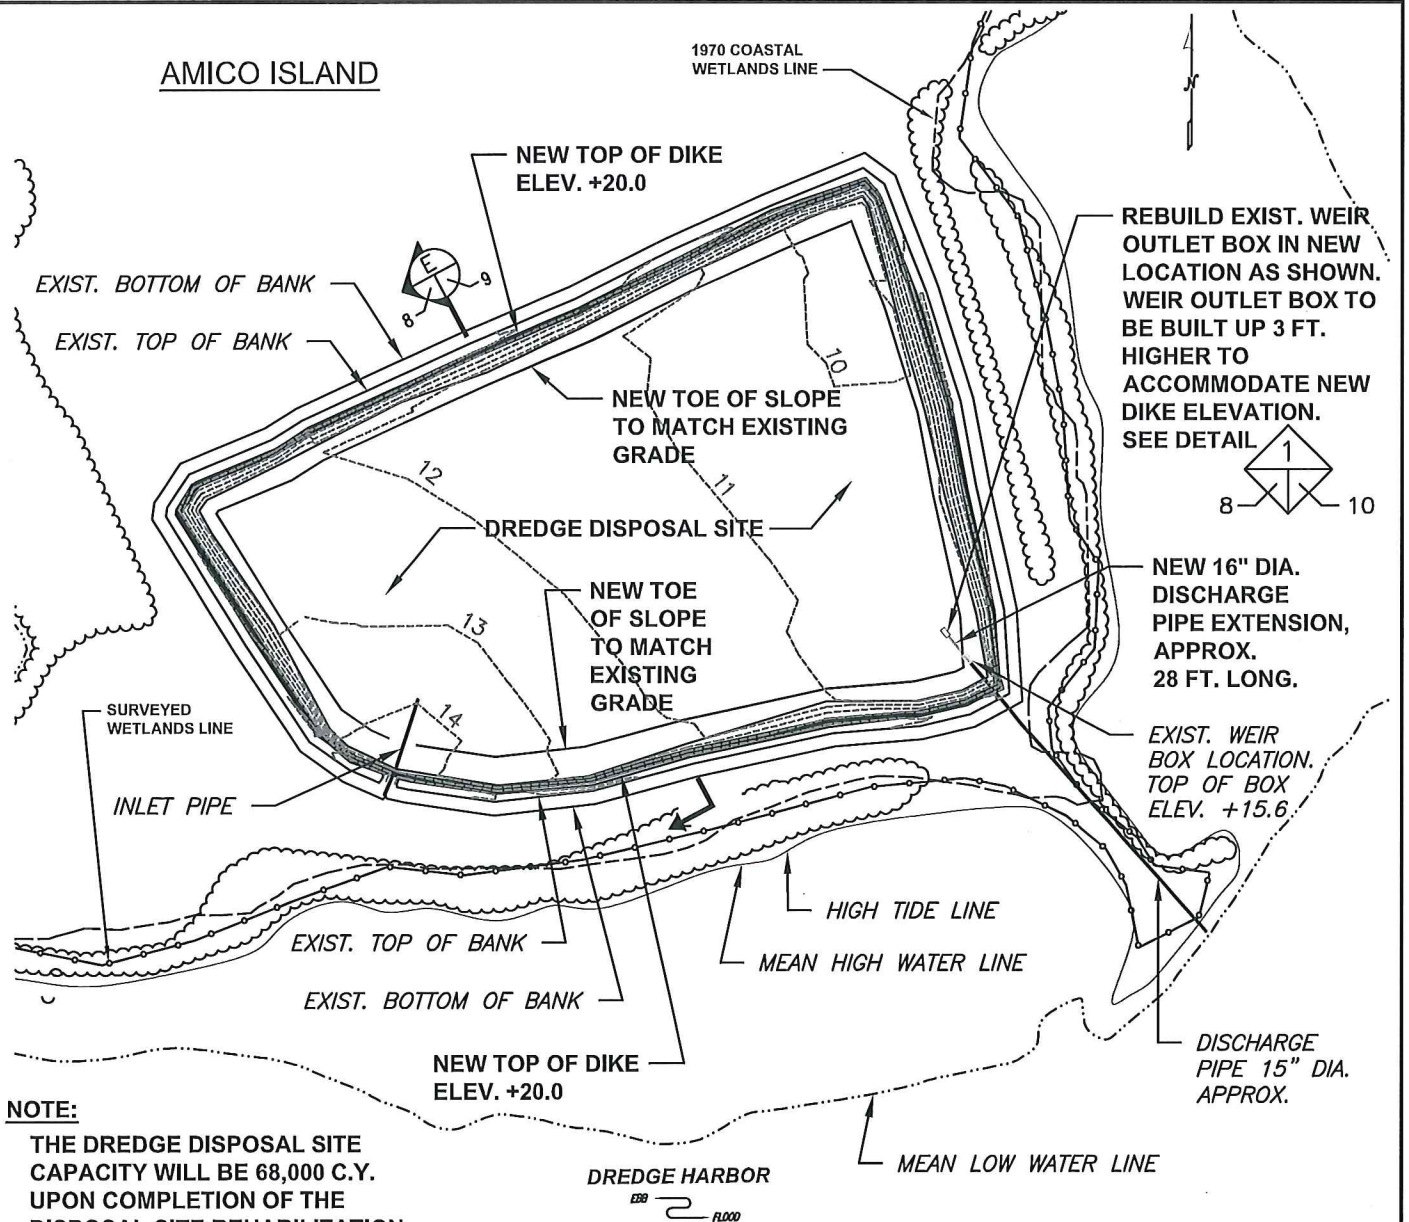 AMICO ISLAND
1970 COASTAL
WETLANDS LINE
N
NEW TOP OF DIKE
ELEV. +20.0
REBUILD EXIST. WEIR
OUTLET BOX IN NEW
LOCATION AS SHOWN.
WEIR OUTLET BOX TO
BE BUILT UP 3 FT.
HIGHER TO
ACCOMMODATE NEW
DIKE ELEVATION.
SEE DETAIL
1
8
10
E
8
9
EXIST. BOTTOM OF BANK
EXIST. TOP OF BANK
10
NEW TOE OF SLOPE
TO MATCH EXISTING
GRADE
12
11
DREDGE DISPOSAL SITE
NEW TOE
OF SLOPE
TO MATCH
EXISTING
GRADE
13
14
NEW 16" DIA.
DISCHARGE
PIPE EXTENSION,
APPROX.
28 FT. LONG.
SURVEYED
WETLANDS LINE
INLET PIPE
EXIST. WEIR
BOX LOCATION.
TOP OF BOX
ELEV. +15.6
HIGH TIDE LINE
EXIST. TOP OF BANK
MEAN HIGH WATER LINE
EXIST. BOTTOM OF BANK
NEW TOP OF DIKE
ELEV. +20.0
DISCHARGE
PIPE 15" DIA.
APPROX.
MEAN LOW WATER LINE
NOTE:
THE DREDGE DISPOSAL SITE
CAPACITY WILL BE 68,000 C.Y.
UPON COMPLETION OF THE
DISPOSAL SITE REHABILITATION
DREDGE HARBOR
EBB
FLOOD